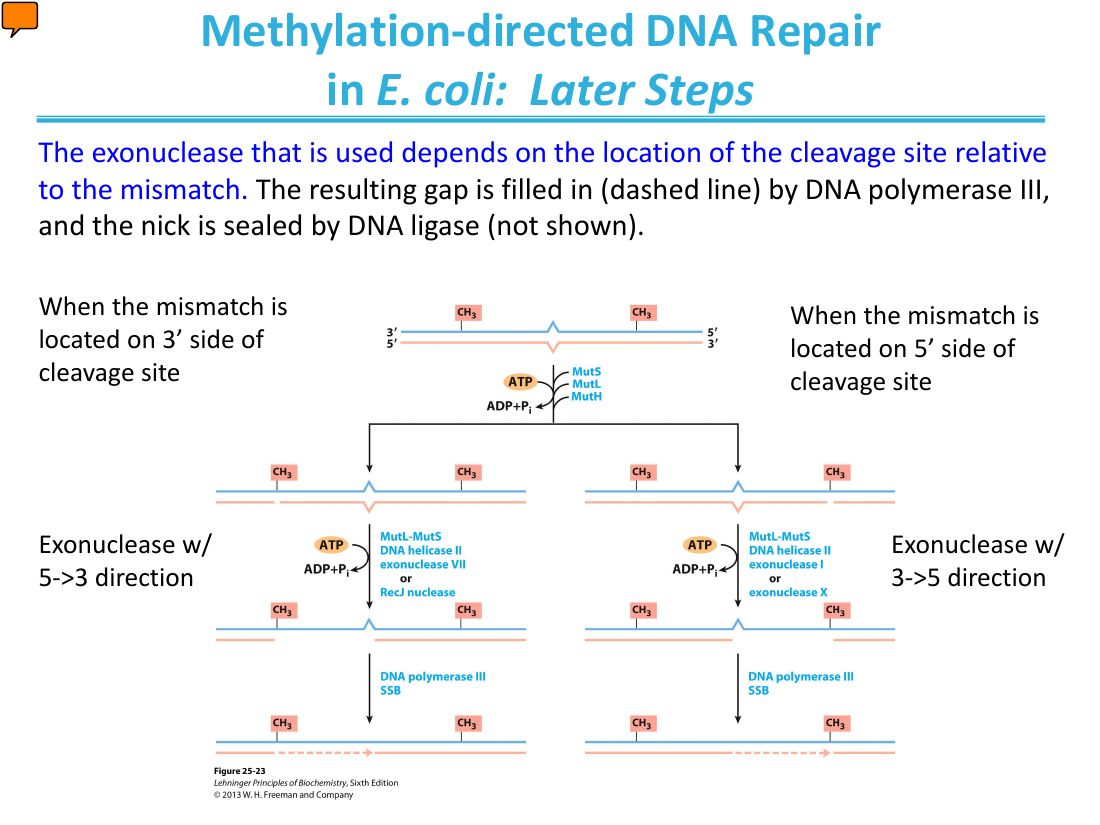 Methylation-directed DNA Repair
in E. coli:  Later Steps
The exonuclease that is used depends on the location of the cleavage site relative
to the mismatch. The resulting gap is filled in (dashed line) by DNA polymerase III,
and the nick is sealed by DNA ligase (not shown).
When the mismatch is
located on 3’ side of
cleavage site
When the mismatch is
located on 5’ side of
cleavage site
CH3 CH3
3′ 5′
5′ 3′
ATP
ADP+Pi
MutS
MutL
MutH
CH3 CH3
CH3 CH3
Exonuclease w/
5->3 direction
ATP
ADP+Pi
MutL-MutS
DNA helicase II
exonuclease VII
or
RecJ nuclease
ATP
ADP+Pi
MutL-MutS
DNA helicase II
exonuclease I
or
exonuclease X
Exonuclease w/
3->5 direction
CH3 CH3
CH3 CH3
DNA polymerase III
SSB
DNA polymerase III
SSB
CH3 CH3
CH3 CH3
Figure 25-23
Lehninger Principles of Biochemistry, Sixth Edition
© 2013 W. H. Freeman and Company